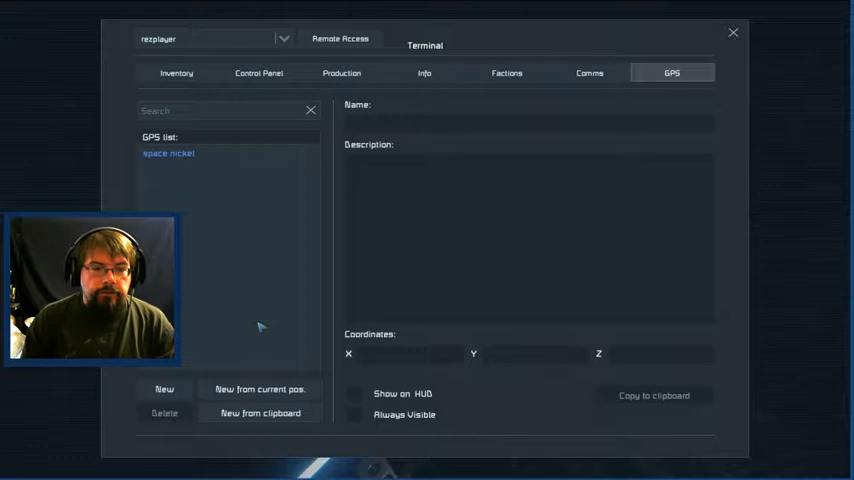 rezplayer
Remote Access
Terminal
Inventory
Control Panel
Production
Info
Factions
Comms
GPS
Search
Name:
GPS list:
space nickel
Description:
Coordinates:
X
Y
Z
New
New from current pos.
Show on HUD
Copy to clipboard
Delete
New from clipboard
Always Visible